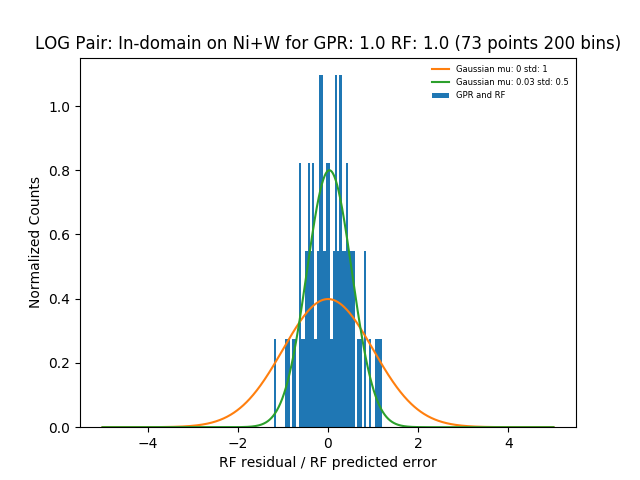 LOG Pair: In-domain on Ni+W for GPR: 1.0 RF: 1.0 (73 points 200 bins)
Gaussian mu: 0 std: 1
Gaussian mu: 0.03 std: 0.5
GPR and RF
Normalized Counts
1.0
0.8
0.6
0.4
0.2
0.0
−4 −2 0 2 4
RF residual / RF predicted error